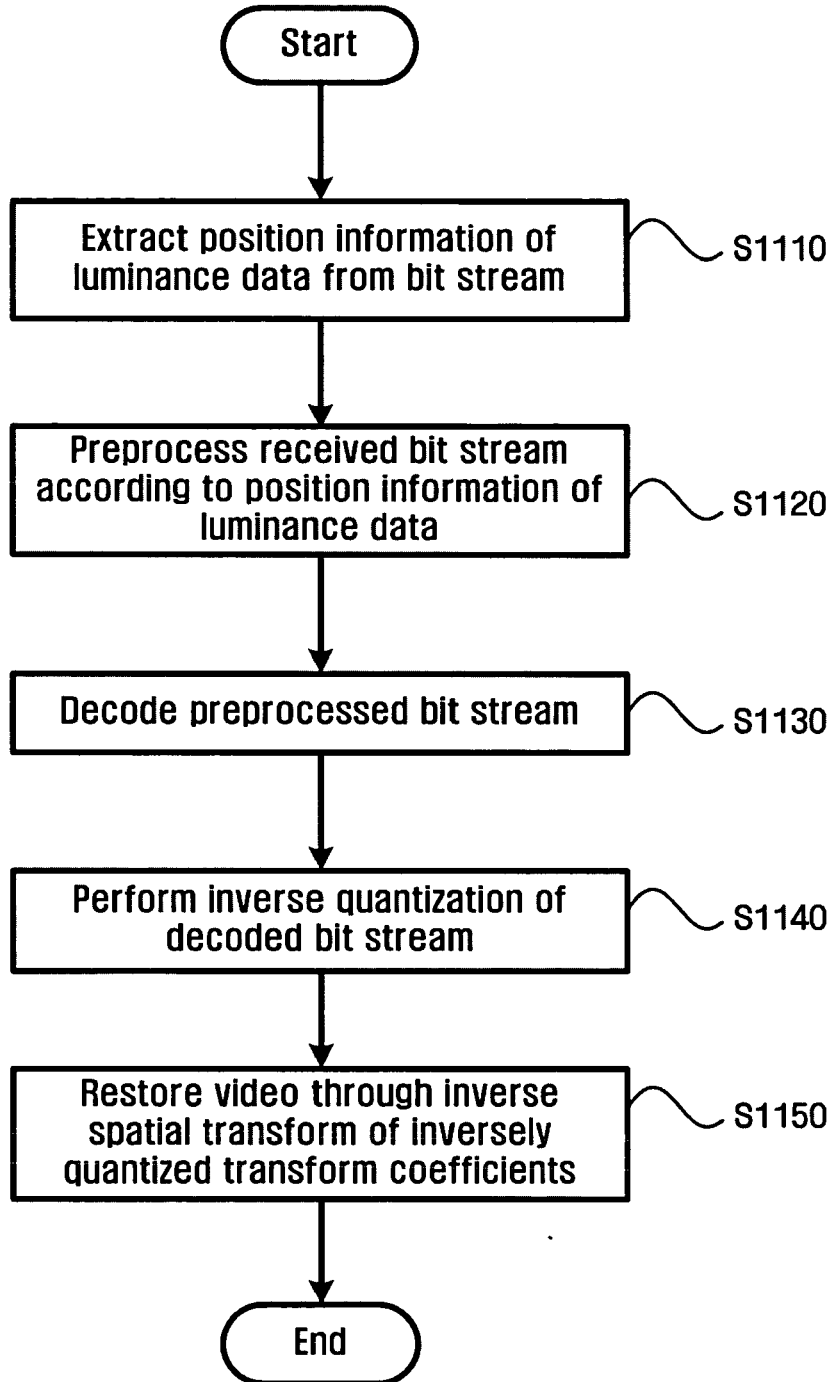 Start
Extract position information of
luminance data from bit stream
S1110
Preprocess received bit stream
according to position information of
luminance data
S1120
Decode preprocessed bit stream
S1130
Perform inverse quantization of
decoded bit stream
S1140
Restore video through inverse
spatial transform of inversely
quantized transform coefficients
S1150
End